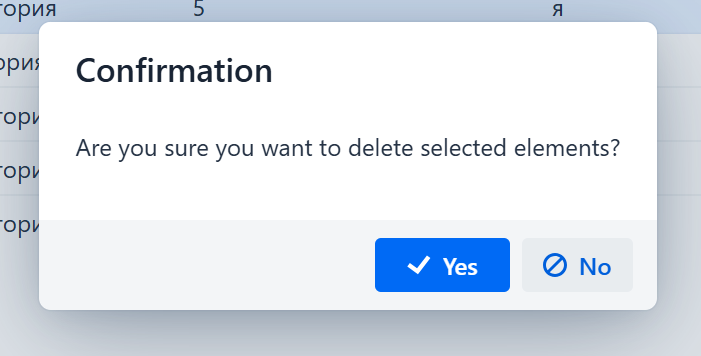 5
я
Confirmation
Are you sure you want to delete selected elements?
Yes
No